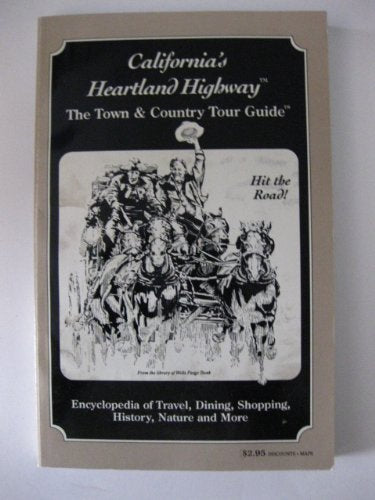 California's
Heartland Highway™
The Town & Country Tour Guide™
Hit the
Road!
From the library of Wells Fargo Bank
Encyclopedia of Travel, Dining, Shopping,
History, Nature and More
$2.95 DISCOUNTS • MAPS